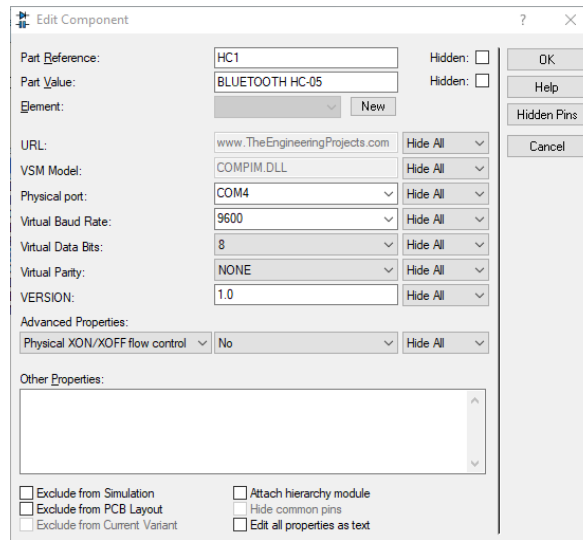 Edit Component ?
Part Reference: HC1 Hidden: OK
Part Value: BLUETOOTH HC-05 Hidden: Help
Element: New Hidden Pins
URL: www.TheEngineeringProjects.com Hide All Cancel
VSM Model: COMPIM.DLL Hide All
Physical port: COM4 Hide All
Virtual Baud Rate: 9600 Hide All
Virtual Data Bits: 8 Hide All
Virtual Parity: NONE Hide All
VERSION: 1.0 Hide All
Advanced Properties:
Physical XON/XOFF flow control No Hide All
Other Properties:
Exclude from Simulation Attach hierarchy module
Exclude from PCB Layout Hide common pins
Exclude from Current Variant Edit all properties as text